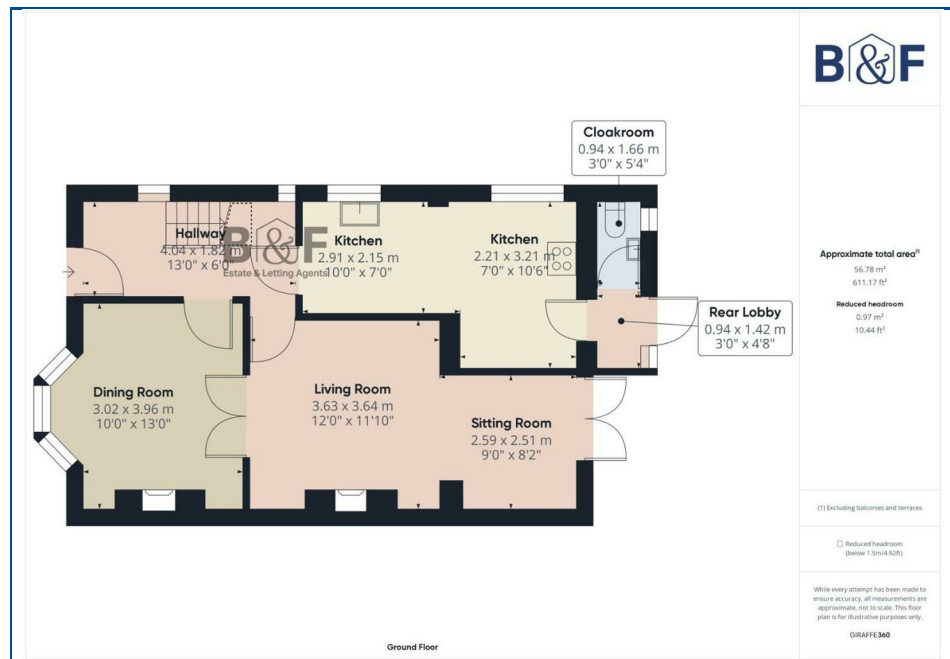 B&F
Cloakroom
0.94 x 1.66 m
3'0" x 5'4"
Hallway
4.04 x 1.82 m
13'0" x 6'0"
B&F
Estate & Letting Agents
Kitchen
2.91 x 2.15 m
10'0" x 7'0"
Kitchen
2.21 x 3.21 m
7'0" x 10'6"
Rear Lobby
0.94 x 1.42 m
3'0" x 4'8"
Dining Room
3.02 x 3.96 m
10'0" x 13'0"
Living Room
3.63 x 3.64 m
12'0" x 11'10"
Sitting Room
2.59 x 2.51 m
9'0" x 8'2"
Ground Floor
Approximate total area(1)
56.78 m²
611.17 ft²
Reduced headroom
0.97 m²
10.44 ft²
(1) Excluding balconies and terraces
Reduced headroom
(below 1.5m/4.92ft)
While every attempt has been made to
ensure accuracy, all measurements are
approximate, not to scale. This floor
plan is for illustrative purposes only.
GIRAFFE360